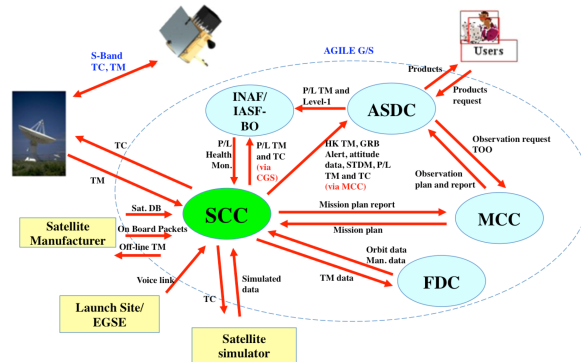 S-Band
TC, TM
AGILE G/S
Users
Products
Products
request
INAF/
IASF-
BO
P/L TM and
Level-1
ASDC
TC
TM
P/L
Health
Mon.
P/L TM
and TC
(via
CGS)
HK TM, GRB
Alert, attitude
data, STDM, P/L
TM and TC
(via MCC)
Observation request
TOO
Observation
plan and report
Sat. DB
SCC
Mission plan report
MCC
Satellite
Manufacturer
On Board Packets
Off-line TM
Mission plan
Orbit data
Man. data
FDC
TM data
Voice link
TC
Simulated
data
Launch Site/
EGSE
Satellite
simulator